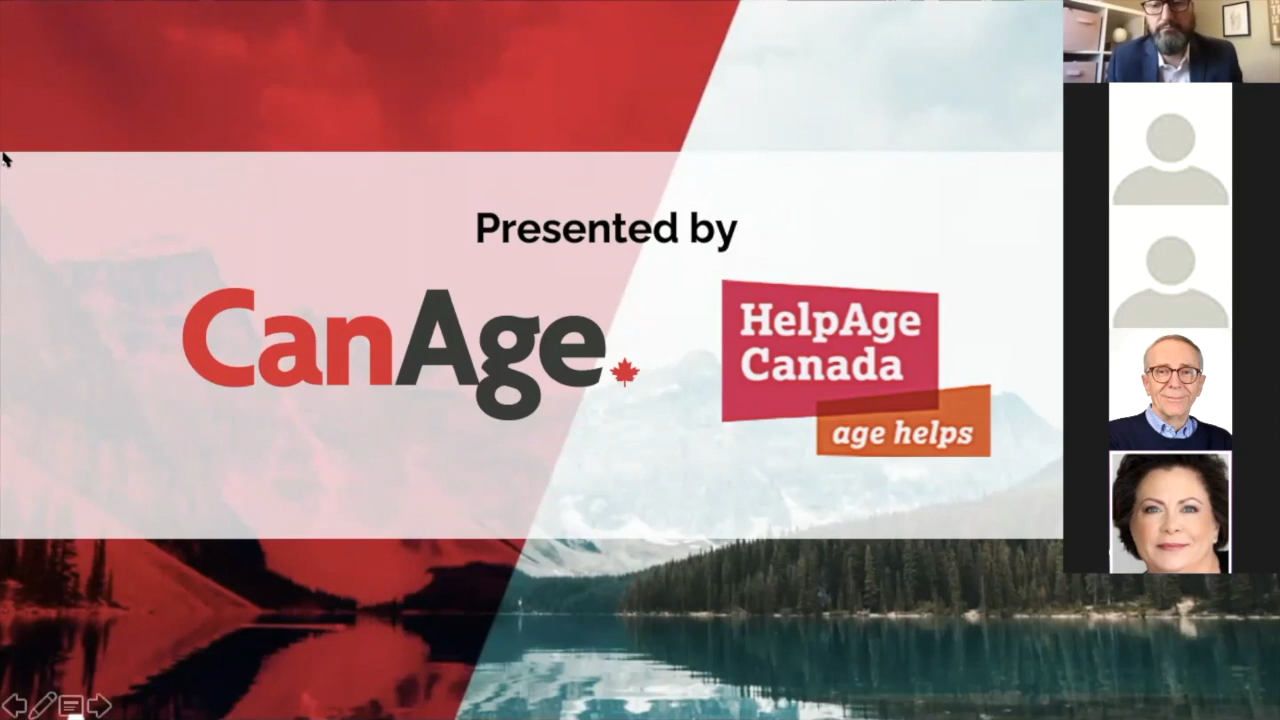 Presented by
CanAge.
HelpAge
Canada
age helps